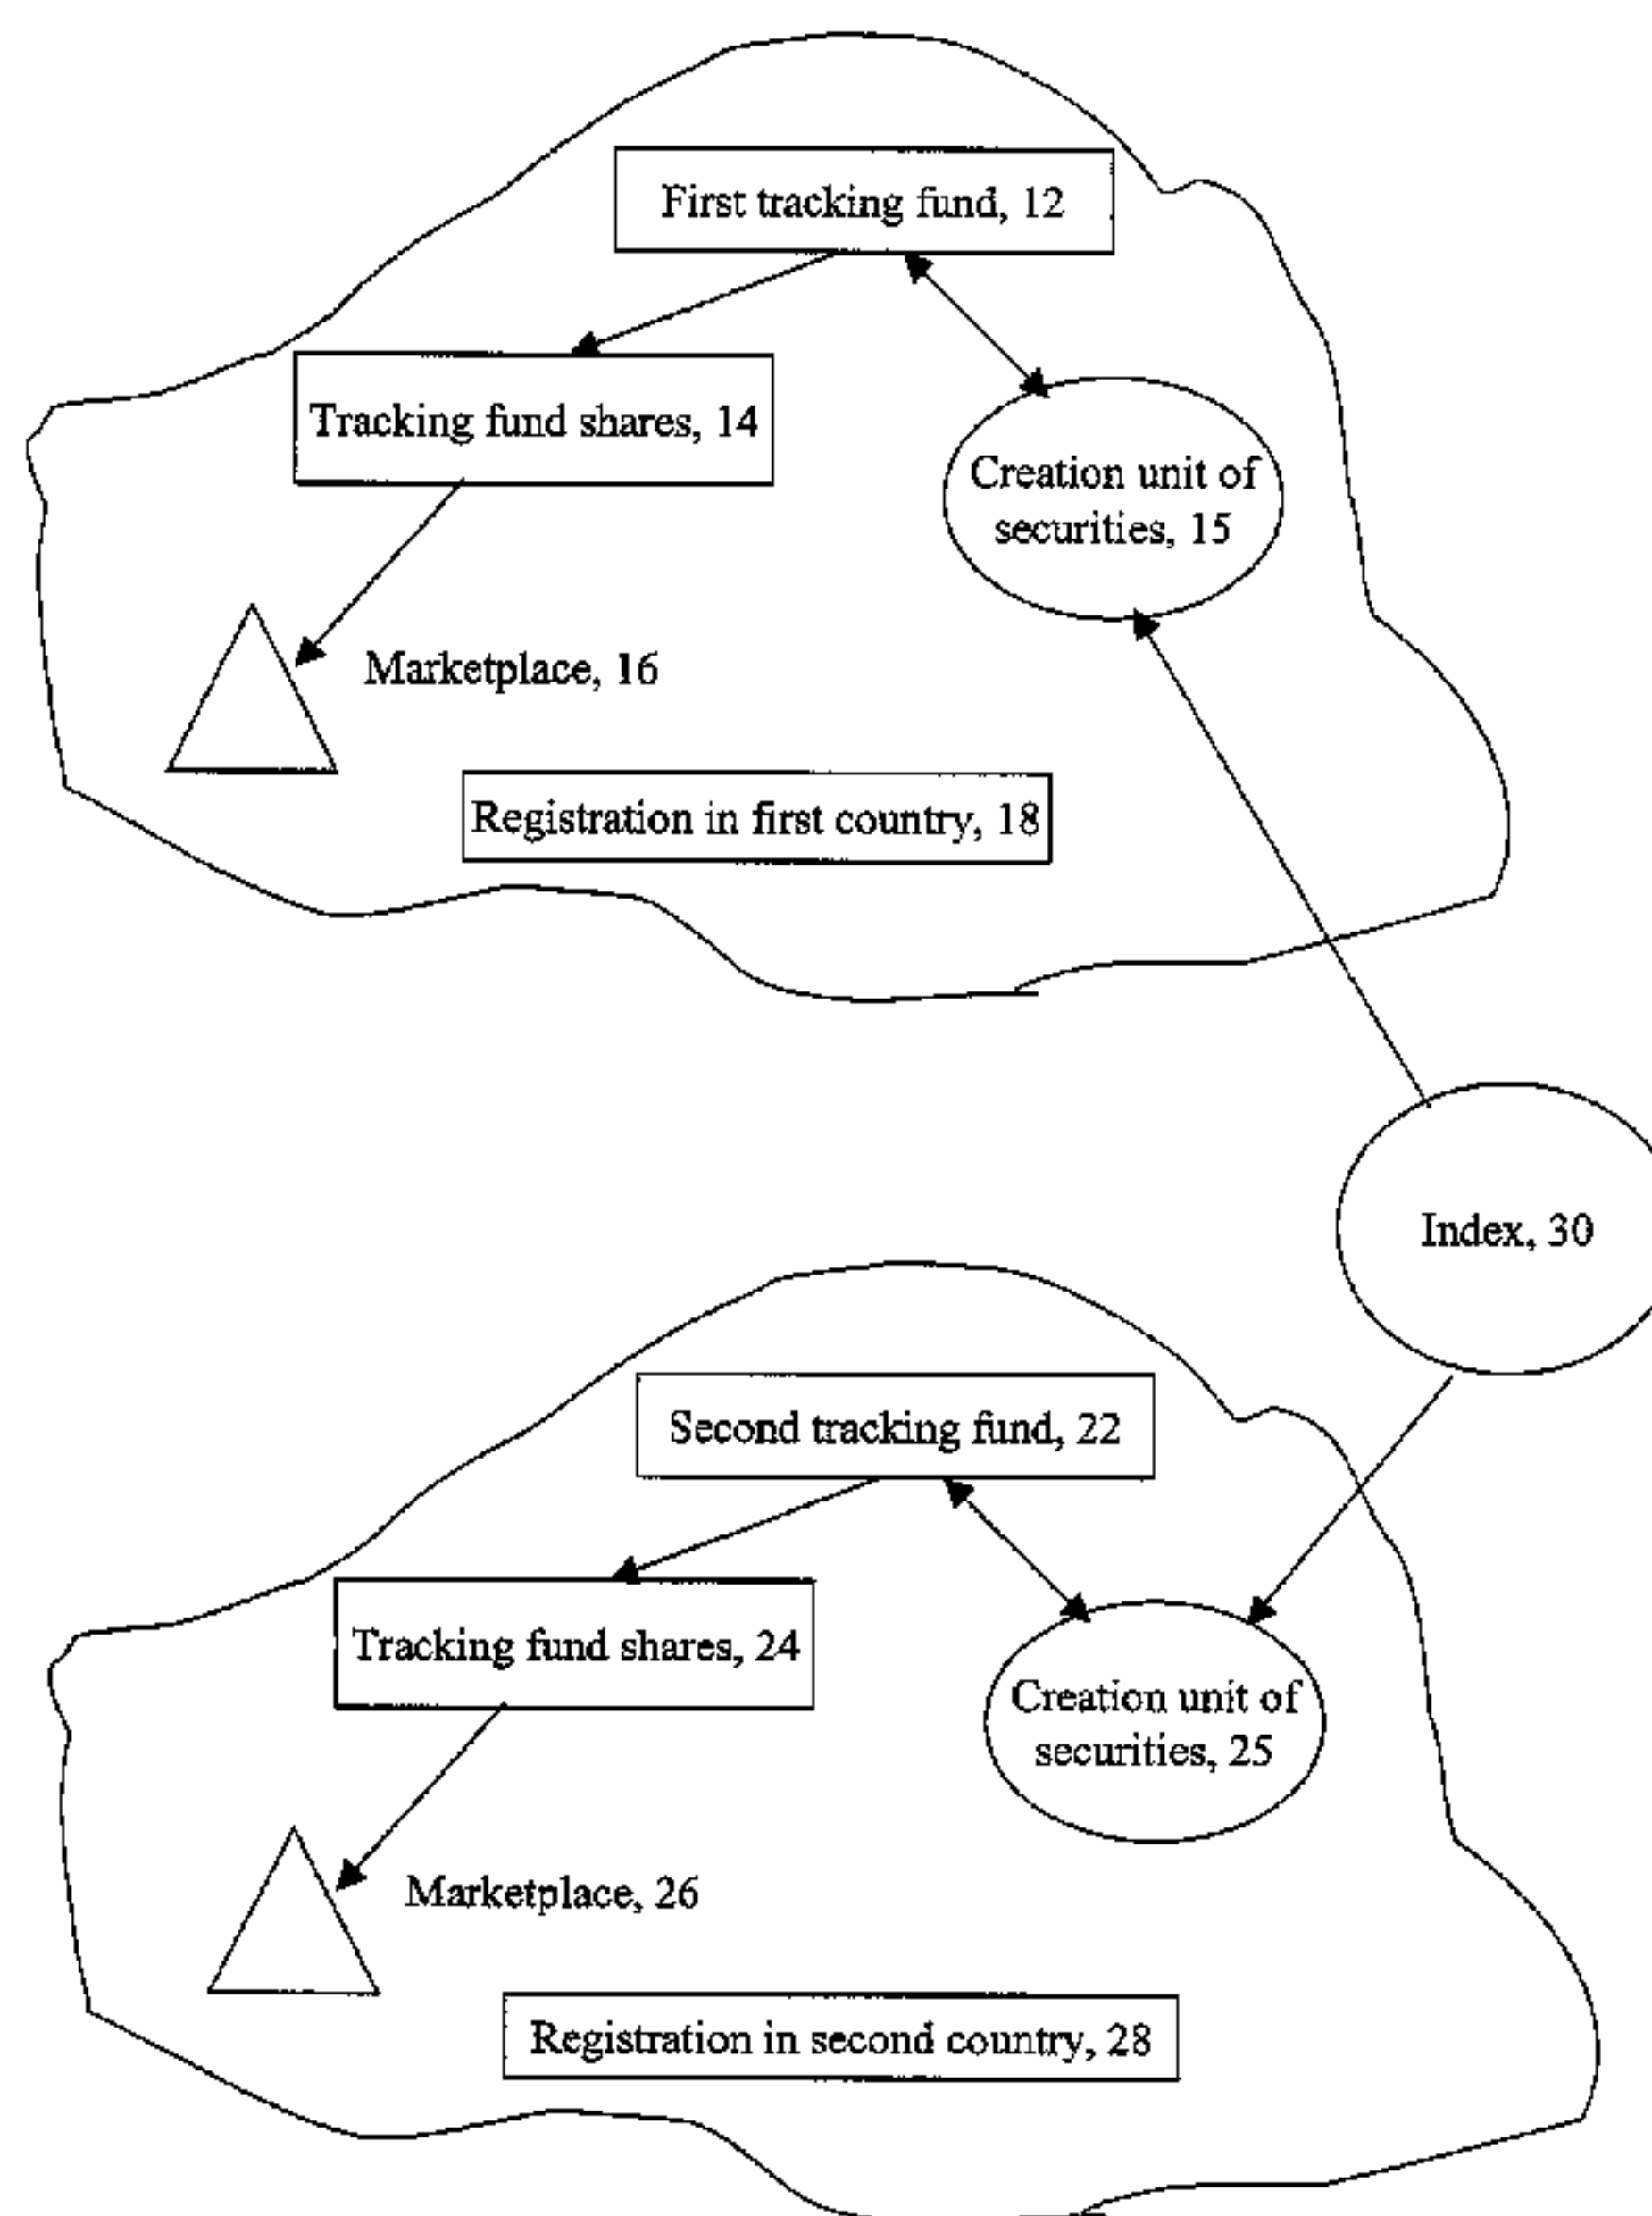 First tracking fund, 12
Tracking fund shares, 14
Creation unit of
securities, 15
Marketplace, 16
Registration in first country, 18
Index, 30
Second tracking fund, 22
Tracking fund shares, 24
Creation unit of
securities, 25
Marketplace, 26
Registration in second country, 28